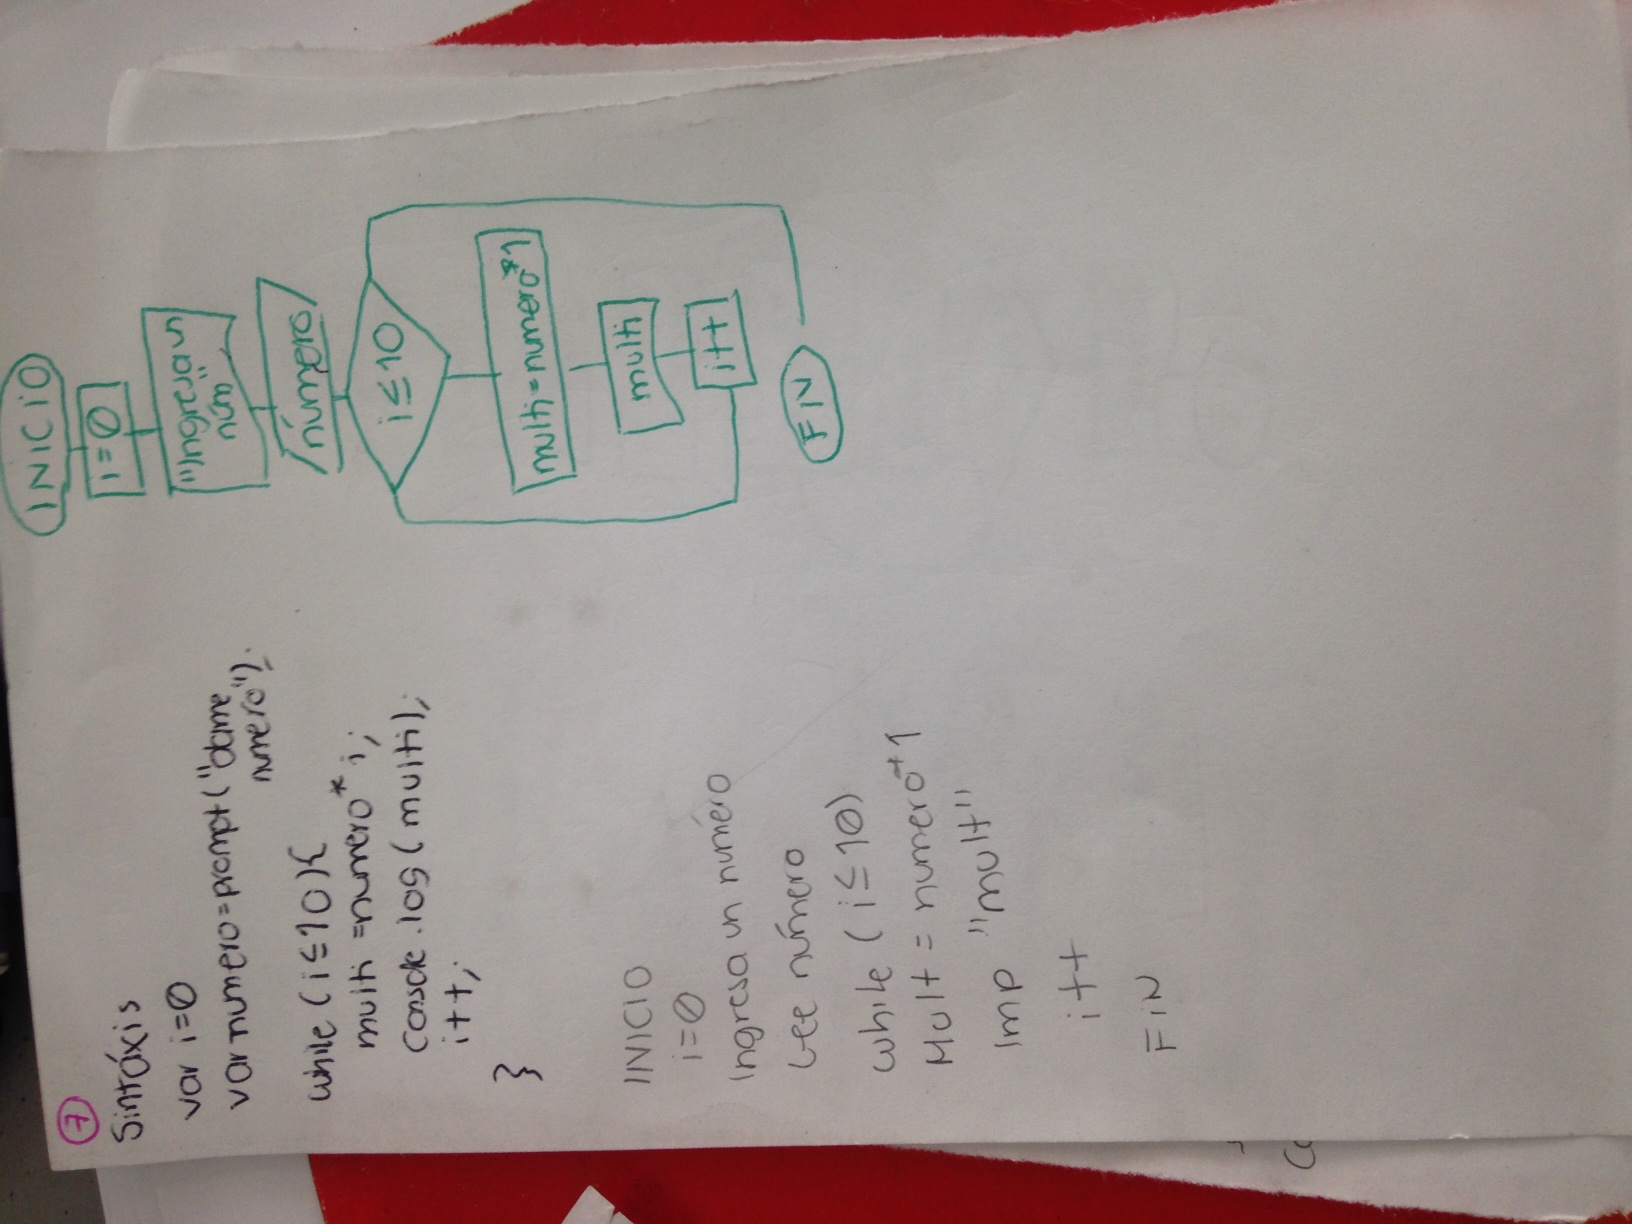 7
Sintáxis
var i=0
var numero=prompt("dame
numero");
while (i≤10){
multi =numero*i;
console.log(multi);
i++;
}
INICIO
i=0
Ingresa un numero
Lee número
while (i≤10)
Mult = numero*1
Imp "mult"
i++
FIN
INICIO
i=0
"Ingresa un
núm"
número
i≤10
multi=numero*1
multi
i++
FIN